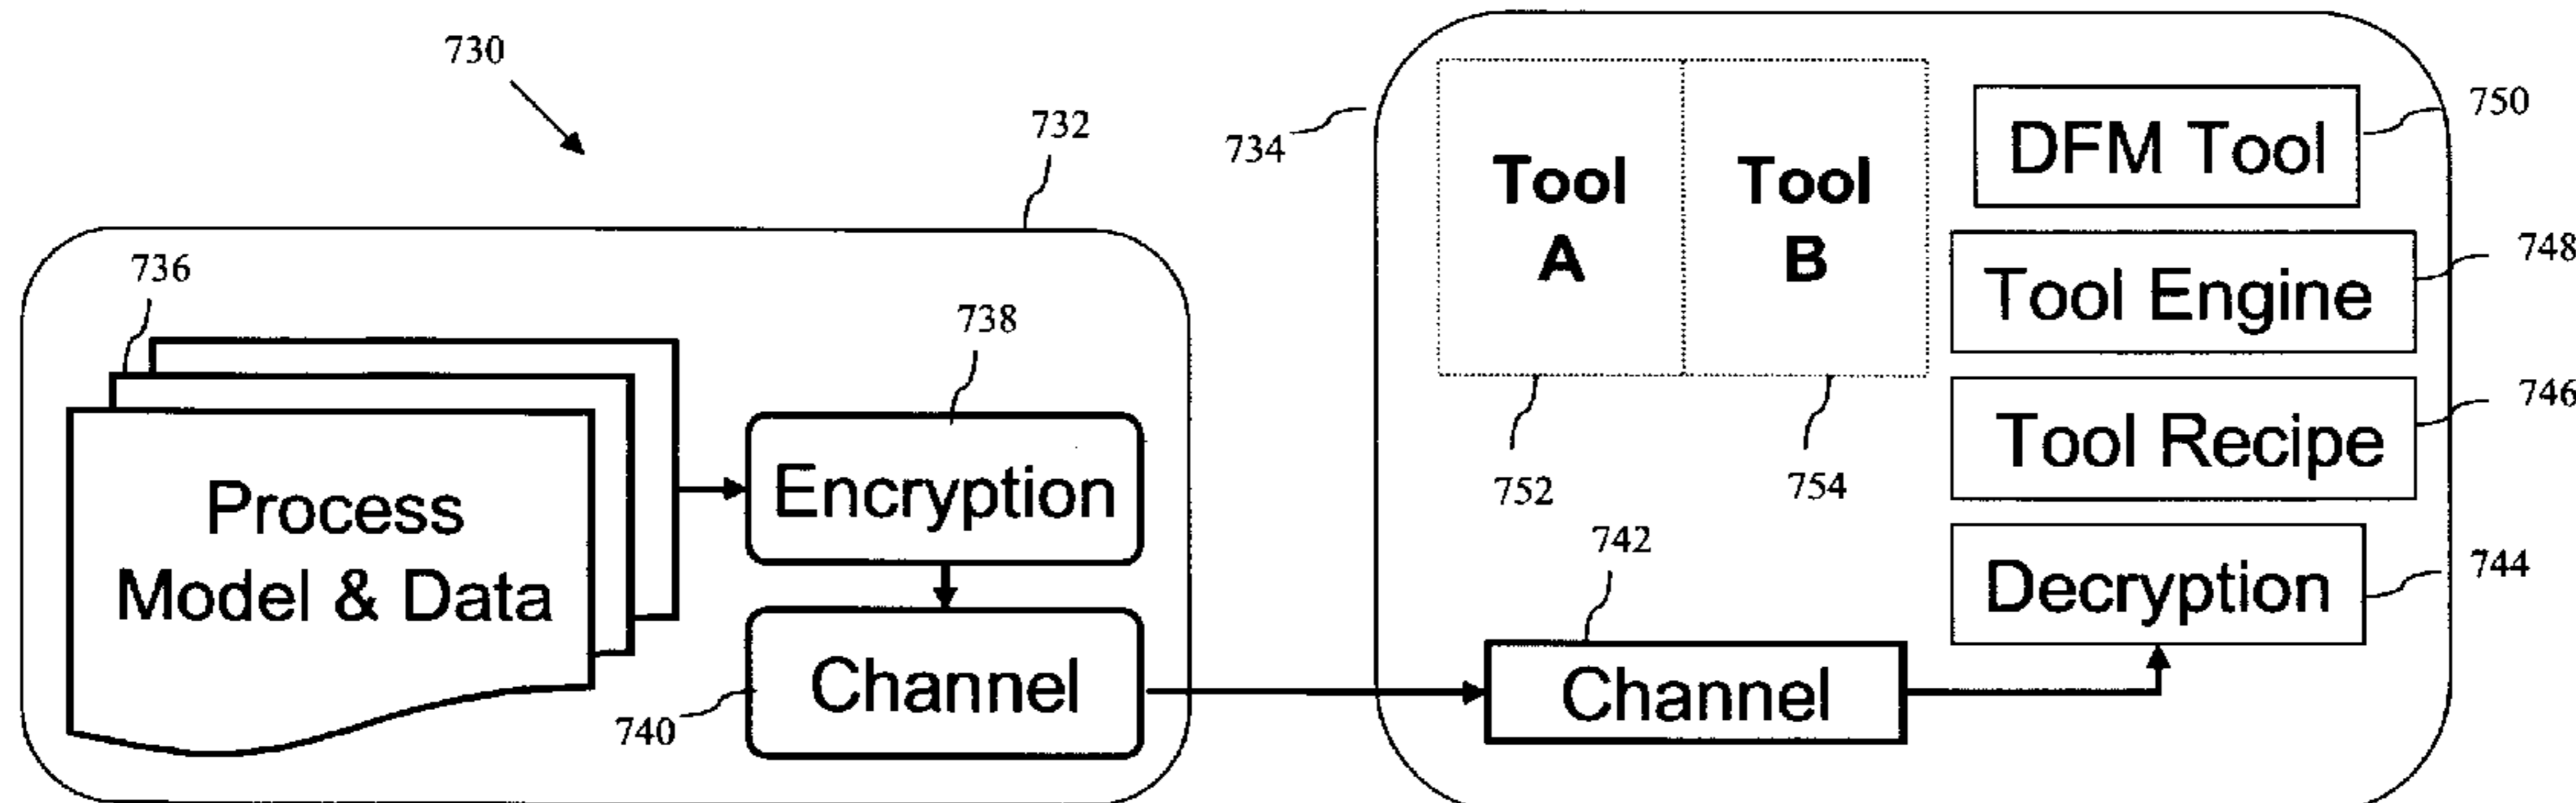 730
732
734
736
738
Process
Model & Data
Encryption
Channel
740
Tool
A
Tool
B
752
754
DFM Tool
750
Tool Engine
748
Tool Recipe
746
Decryption
744
742
Channel